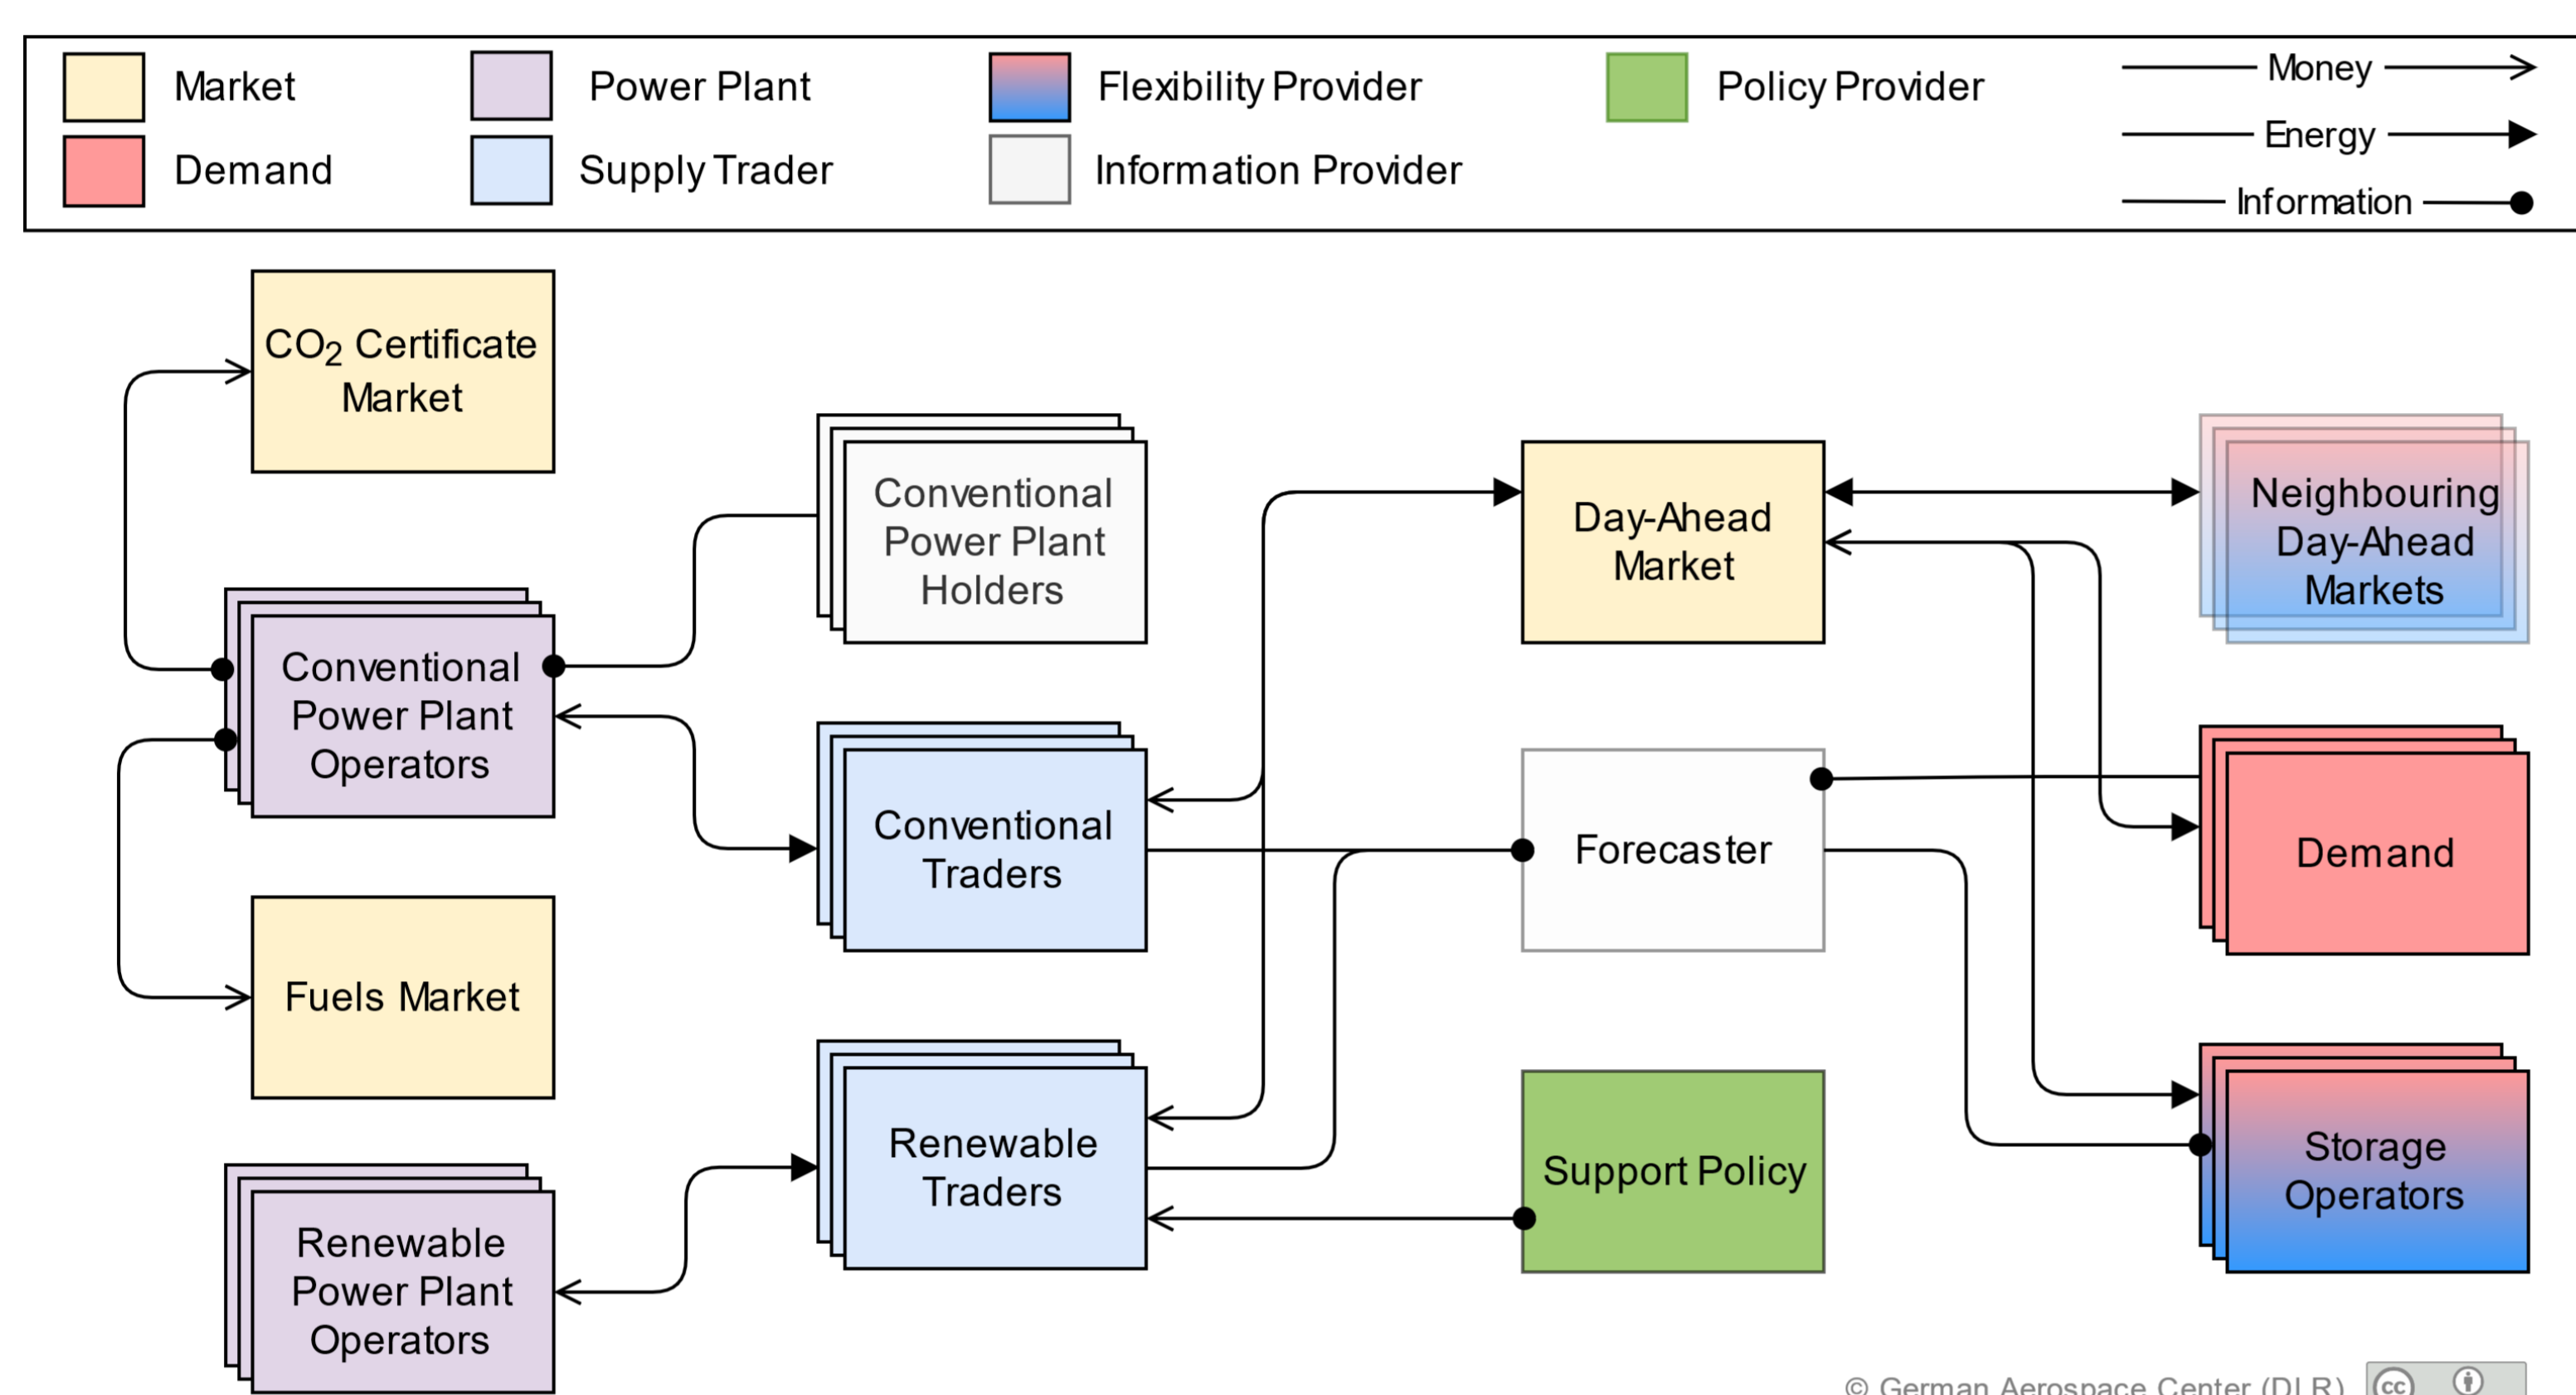 Market
Power Plant
Flexibility Provider
Policy Provider
Money
Demand
Supply Trader
Information Provider
Energy
Information
CO₂ Certificate
Market
Conventional
Power Plant
Holders
Day-Ahead
Market
Neighbouring
Day-Ahead
Markets
Conventional
Power Plant
Operators
Conventional
Traders
Forecaster
Demand
Fuels Market
Renewable
Traders
Support Policy
Storage
Operators
Renewable
Power Plant
Operators
© German Aerospace Center (DLR)
cc